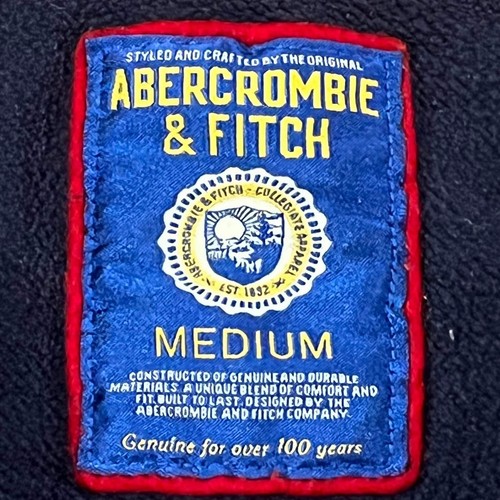 STYLED AND CRAFTED BY THE ORIGINAL
ABERCROMBIE
& FITCH
ABERCROMBIE & FITCH - COLLEGIATE APPAREL
EST 1892
MEDIUM
CONSTRUCTED OF GENUINE AND DURABLE
MATERIALS. A UNIQUE BLEND OF COMFORT AND
FIT. BUILT TO LAST. DESIGNED BY THE
ABERCROMBIE AND FITCH COMPANY.
Genuine for over 100 years